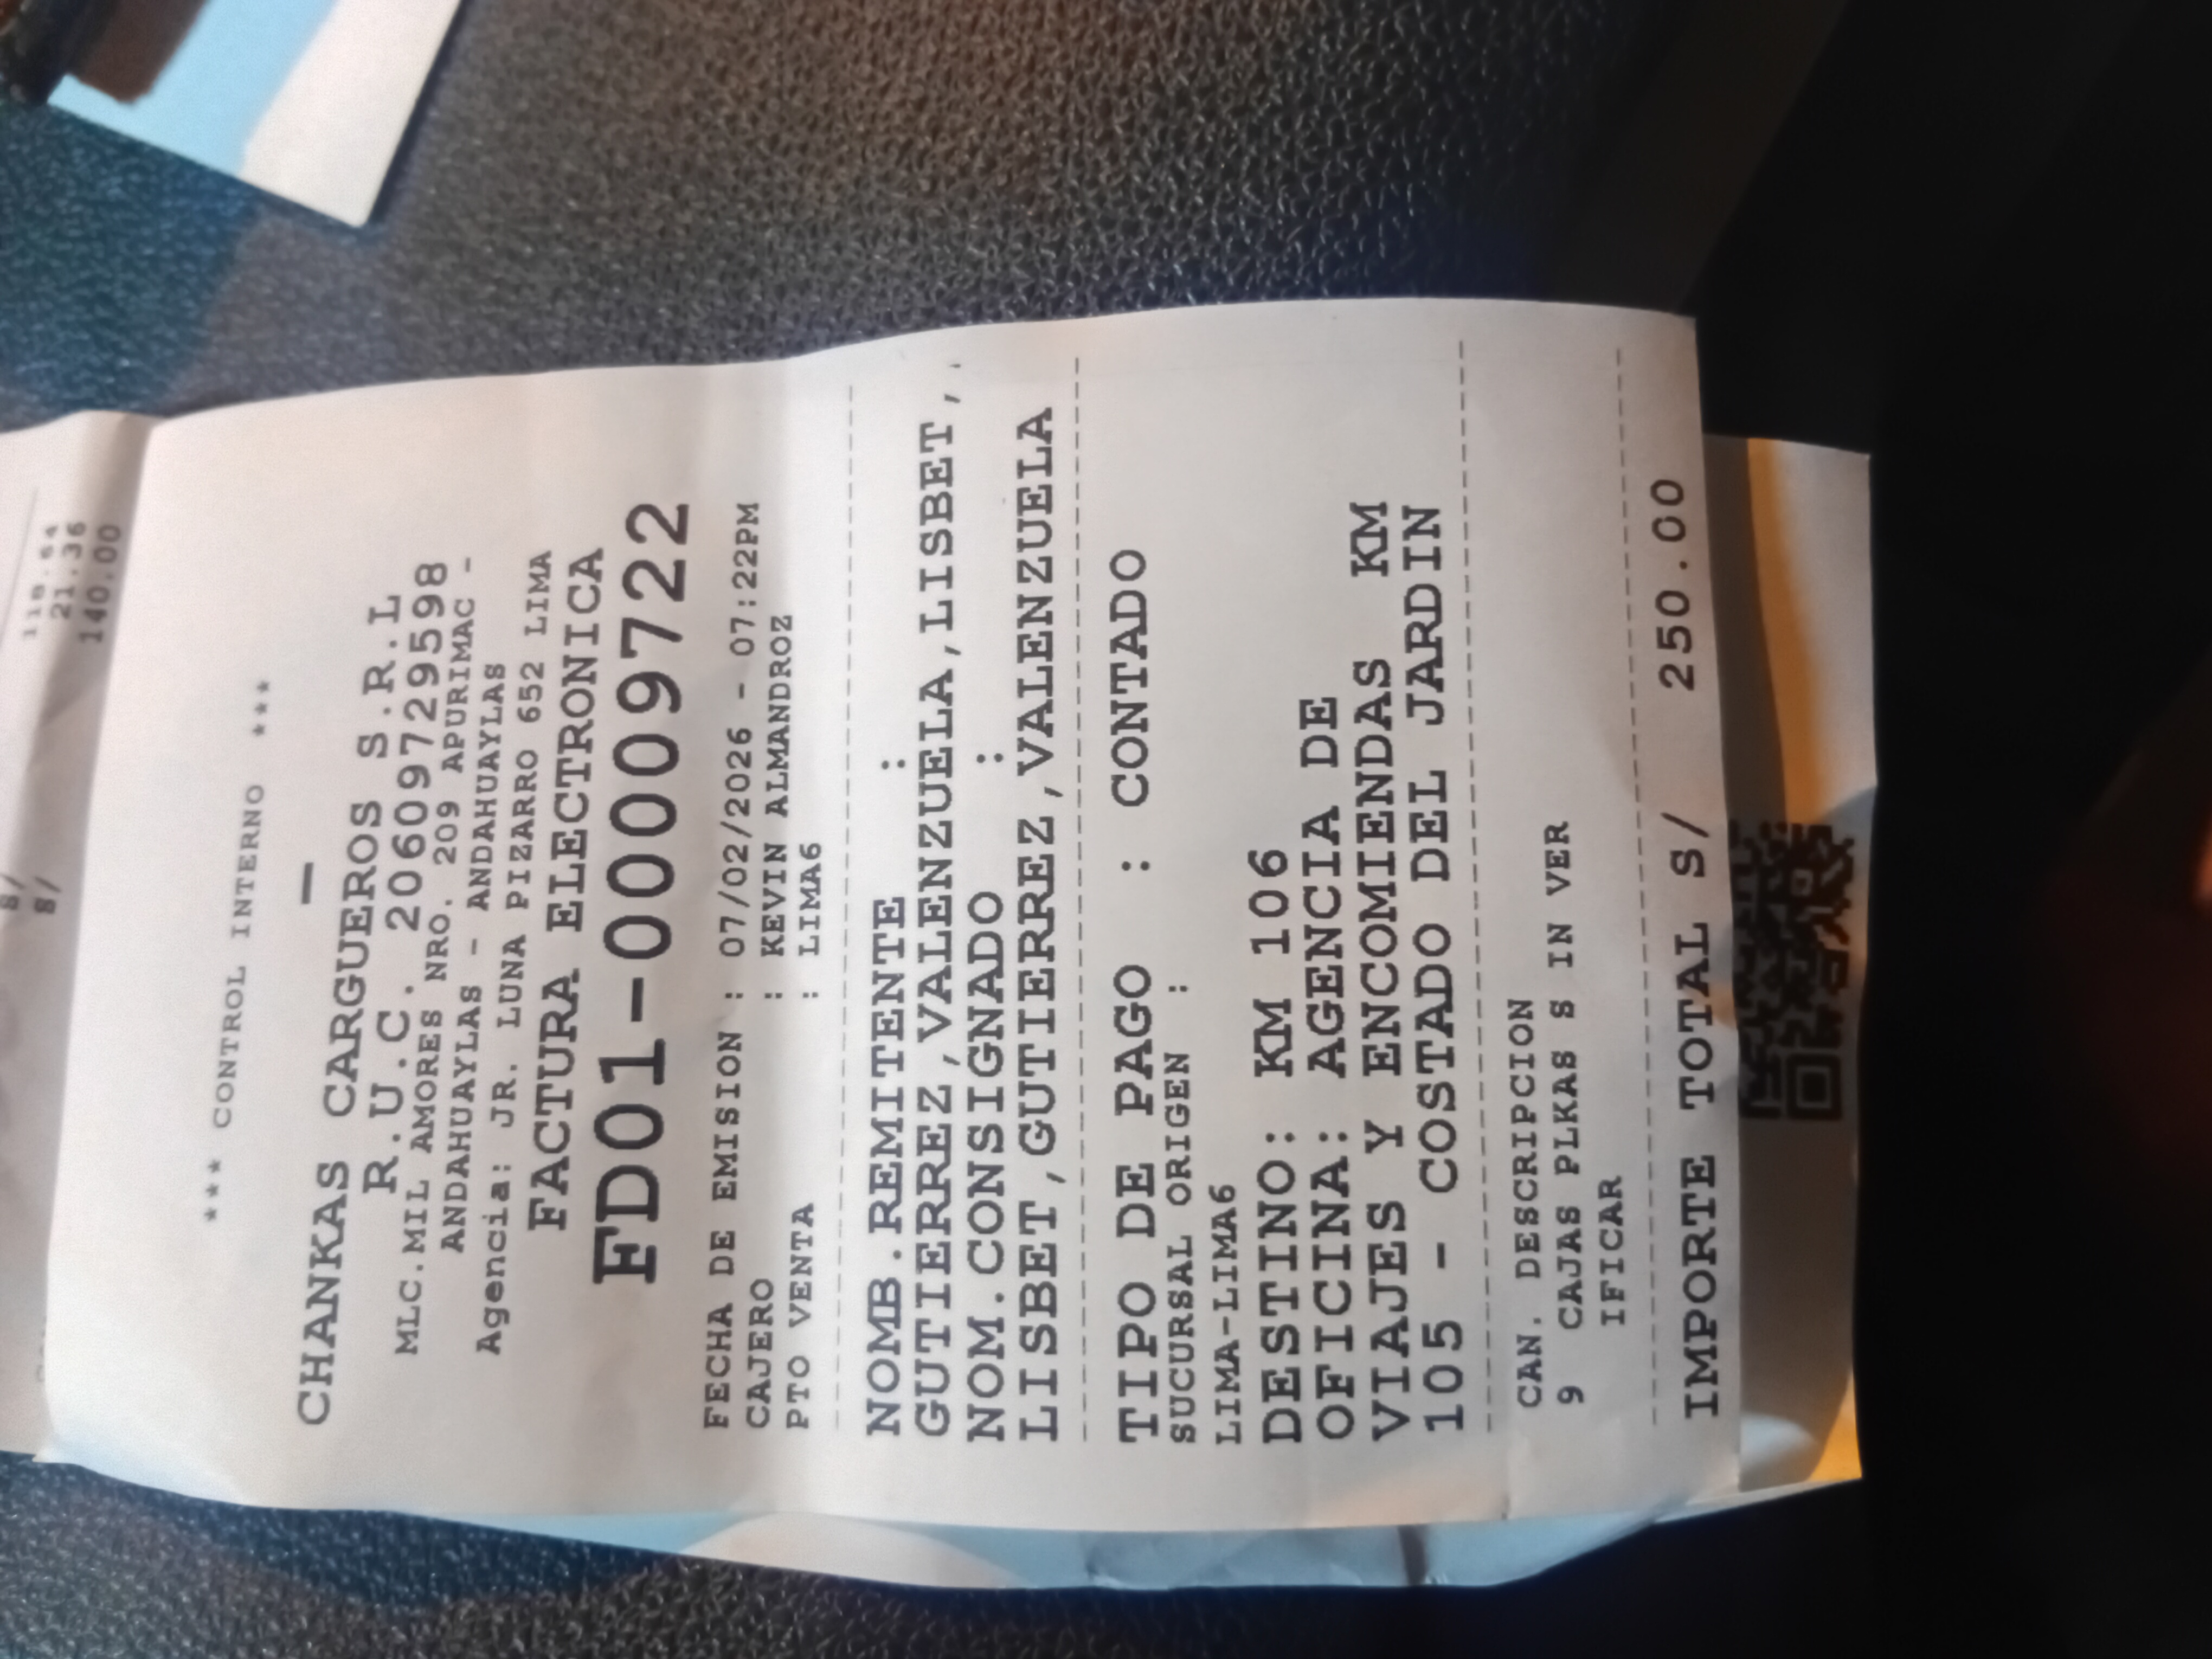 21.36
140.00
S/
S/
*** CONTROL INTERNO ***
—
CHANKAS CARGUEROS S.R.L
R.U.C. 20609729598
MLC.MIL AMORES NRO. 209 APURIMAC -
ANDAHUAYLAS - ANDAHUAYLAS
Agencia: JR. LUNA PIZARRO 652 LIMA
FACTURA ELECTRONICA
FD01-00009722
FECHA DE EMISION : 07/02/2026 - 07:22PM
CAJERO : KEVIN ALMANDROZ
PTO VENTA : LIMA6
NOMB.REMITENTE :
GUTIERREZ,VALENZUELA,LISBET,,
NOM.CONSIGNADO :
LISBET,GUTIERREZ,VALENZUELA
TIPO DE PAGO : CONTADO
SUCURSAL ORIGEN :
LIMA-LIMA6
DESTINO: KM 106
OFICINA: AGENCIA DE
VIAJES Y ENCOMIENDAS KM
105 - COSTADO DEL JARDIN
CAN. DESCRIPCION
9 CAJAS PLKAS S IN VER
IFICAR
IMPORTE TOTAL S/ 250.00